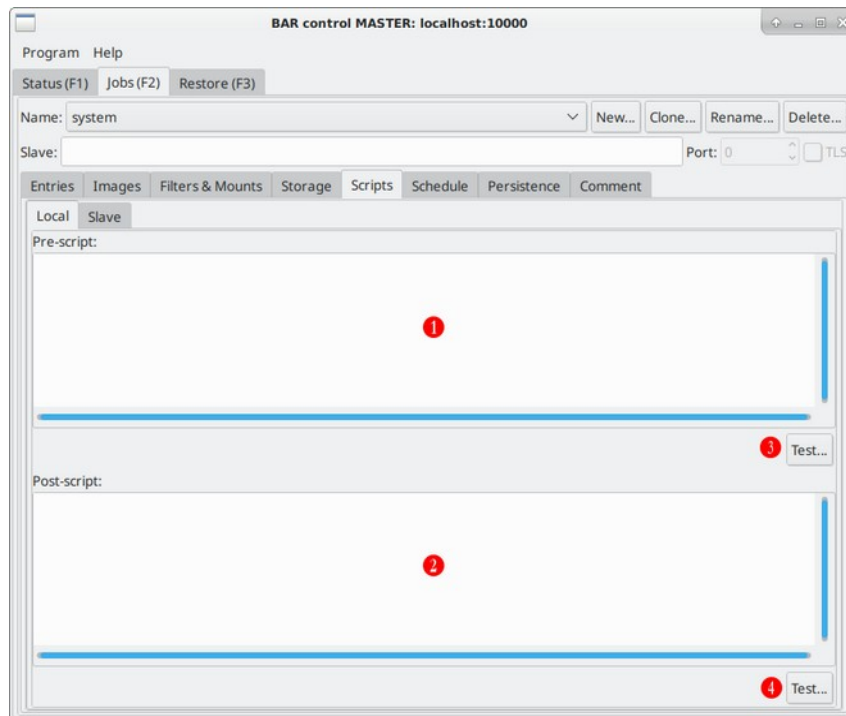 BAR control MASTER: localhost:10000
Program Help
Status (F1) Jobs (F2) Restore (F3)
Name: system New... Clone... Rename... Delete...
Slave: Port: 0 TLS
Entries Images Filters & Mounts Storage Scripts Schedule Persistence Comment
Local Slave
Pre-script:
1
3 Test...
Post-script:
2
4 Test...